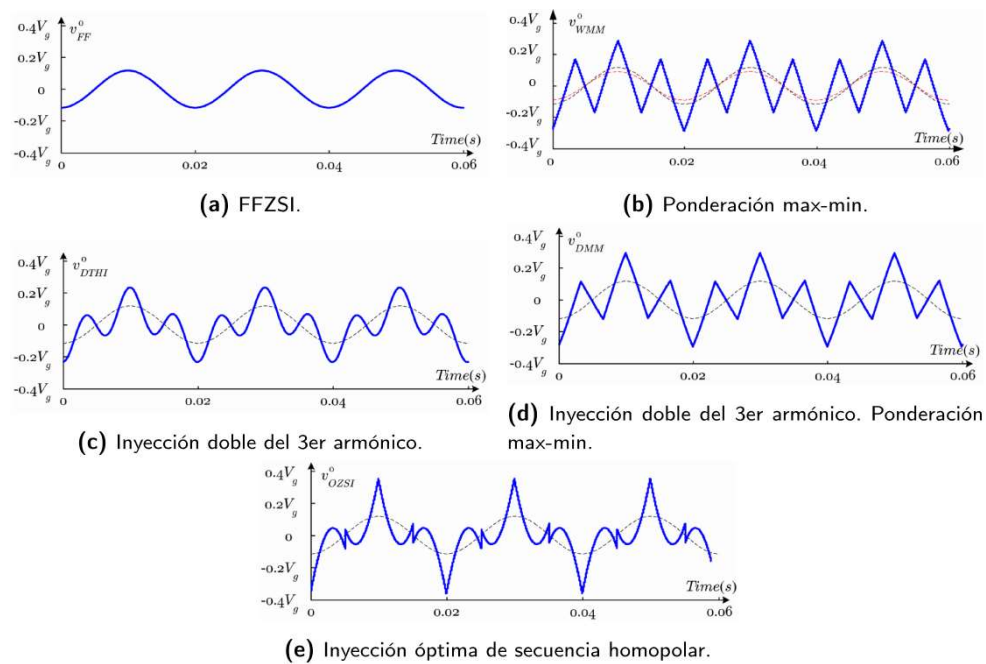 0.4V_g v^o_FF
0.2V_g
0
-0.2V_g
-0.4V_g
Time(s)
0 0.02 0.04 0.06
(a) FFZSI.
0.4V_g v^o_WMM
0.2V_g
0
-0.2V_g
-0.4V_g
Time(s)
0 0.02 0.04 0.06
(b) Ponderación max-min.
0.4V_g v^o_DTHI
0.2V_g
0
-0.2V_g
-0.4V_g
Time(s)
0 0.02 0.04 0.06
(c) Inyección doble del 3er armónico.
0.4V_g v^o_DMM
0.2V_g
0
-0.2V_g
-0.4V_g
Time(s)
0 0.02 0.04 0.06
(d) Inyección doble del 3er armónico. Ponderación
max-min.
0.4V_g v^o_OZSI
0.2V_g
0
-0.2V_g
-0.4V_g
Time(s)
0 0.02 0.04 0.06
(e) Inyección óptima de secuencia homopolar.